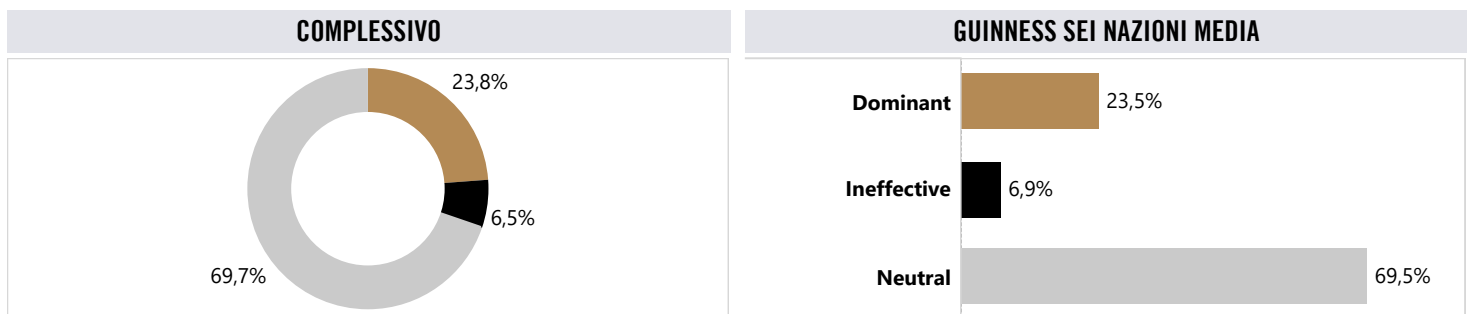 COMPLESSIVO
23,8%
6,5%
69,7%
GUINNESS SEI NAZIONI MEDIA
Dominant 23,5%
Ineffective 6,9%
Neutral 69,5%